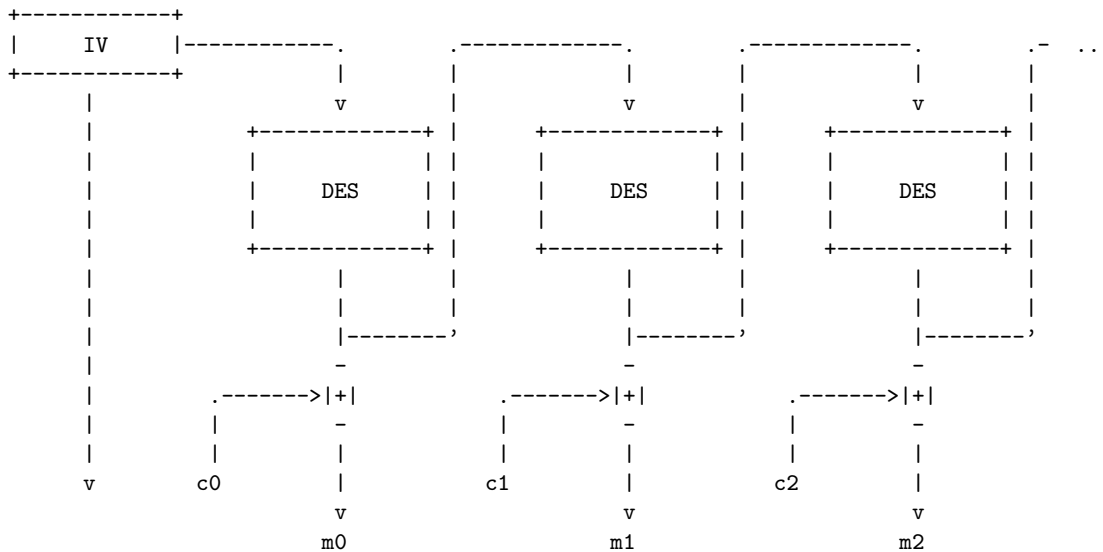 IV
..
DES DES DES
+ + +
c0 c1 c2
m0 m1 m2